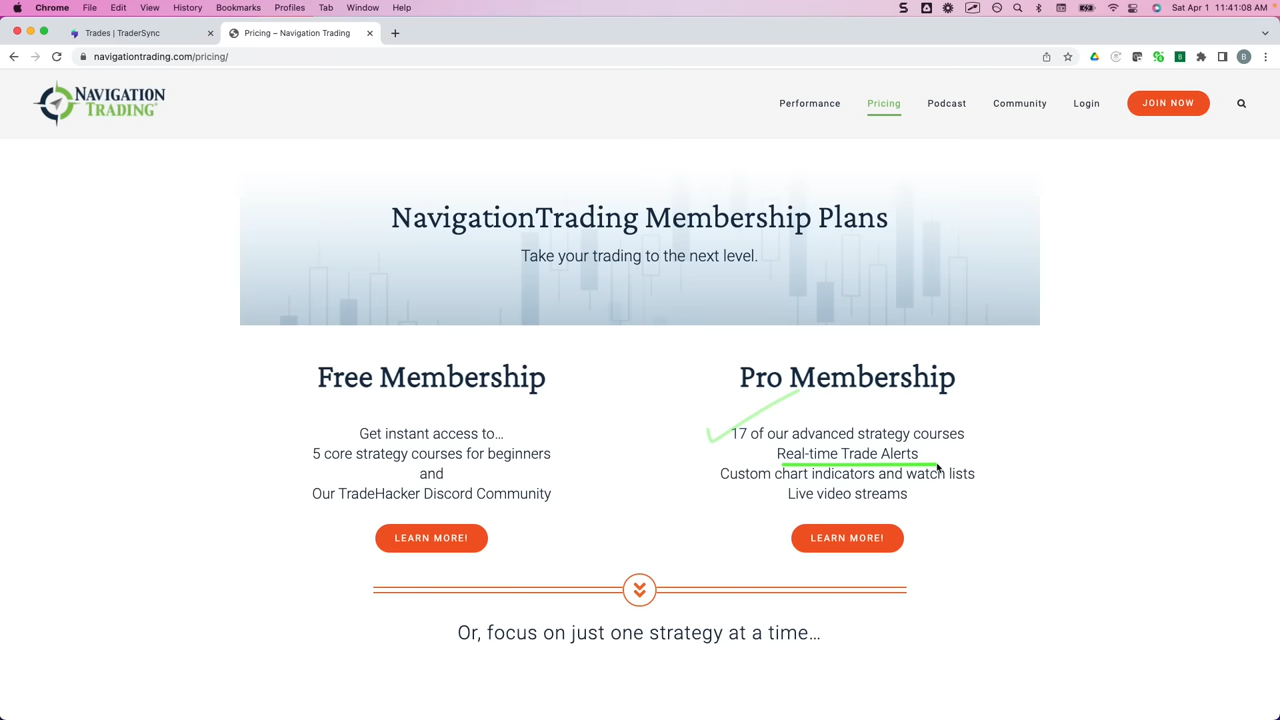 Chrome File Edit View History Bookmarks Profiles Tab Window Help Sat Apr 1 11:41:08 AM
Trades | TraderSync Pricing – Navigation Trading
navigationtrading.com/pricing/ B
NAVIGATION
TRADING
Performance Pricing Podcast Community Login JOIN NOW
NavigationTrading Membership Plans
Take your trading to the next level.
Free Membership
Get instant access to...
5 core strategy courses for beginners
and
Our TradeHacker Discord Community
LEARN MORE!
Pro Membership
17 of our advanced strategy courses
Real-time Trade Alerts
Custom chart indicators and watch lists
Live video streams
LEARN MORE!
Or, focus on just one strategy at a time...